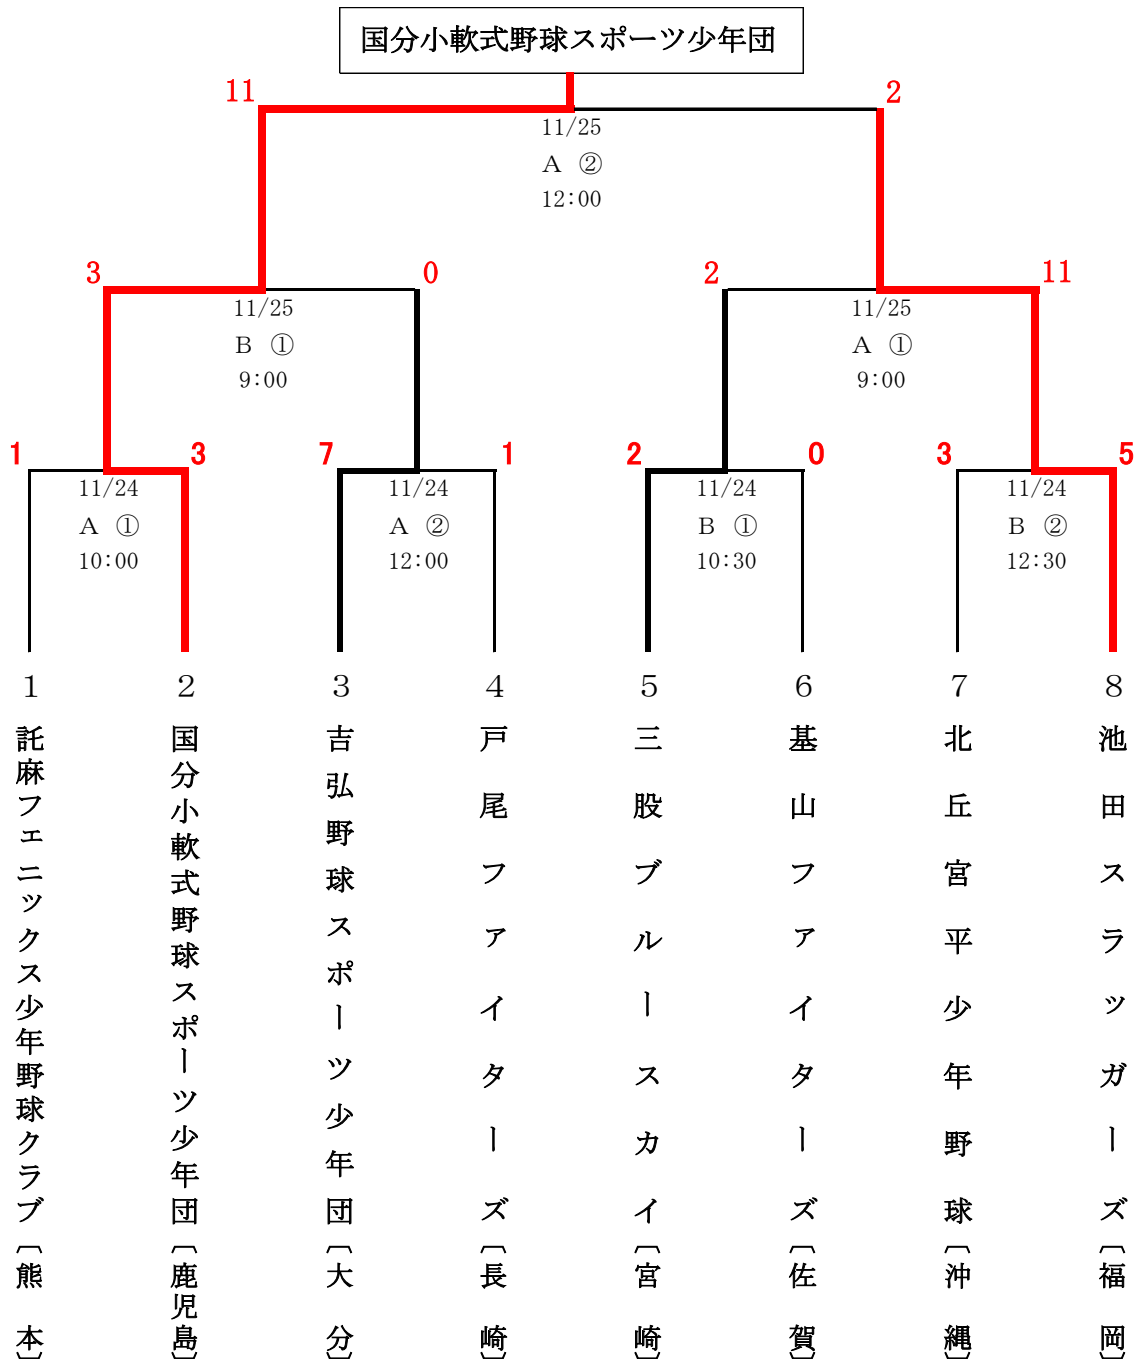 国分小軟式野球スポーツ少年団
11
2
11/25
A ②
12:00
3
0
2
11
11/25
B ①
9:00
11/25
A ①
9:00
1
3
7
1
2
0
3
5
11/24
A ①
10:00
11/24
A ②
12:00
11/24
B ①
10:30
11/24
B ②
12:30
1
2
3
4
5
6
7
8
託麻フェニックス少年野球クラブ〔熊本〕
国分小軟式野球スポーツ少年団〔鹿児島〕
吉弘野球スポーツ少年団〔大分〕
戸尾ファイターズ〔長崎〕
三股ブルースカイ〔宮崎〕
基山ファイターズ〔佐賀〕
北丘宮平少年野球〔沖縄〕
池田スラッガーズ〔福岡〕